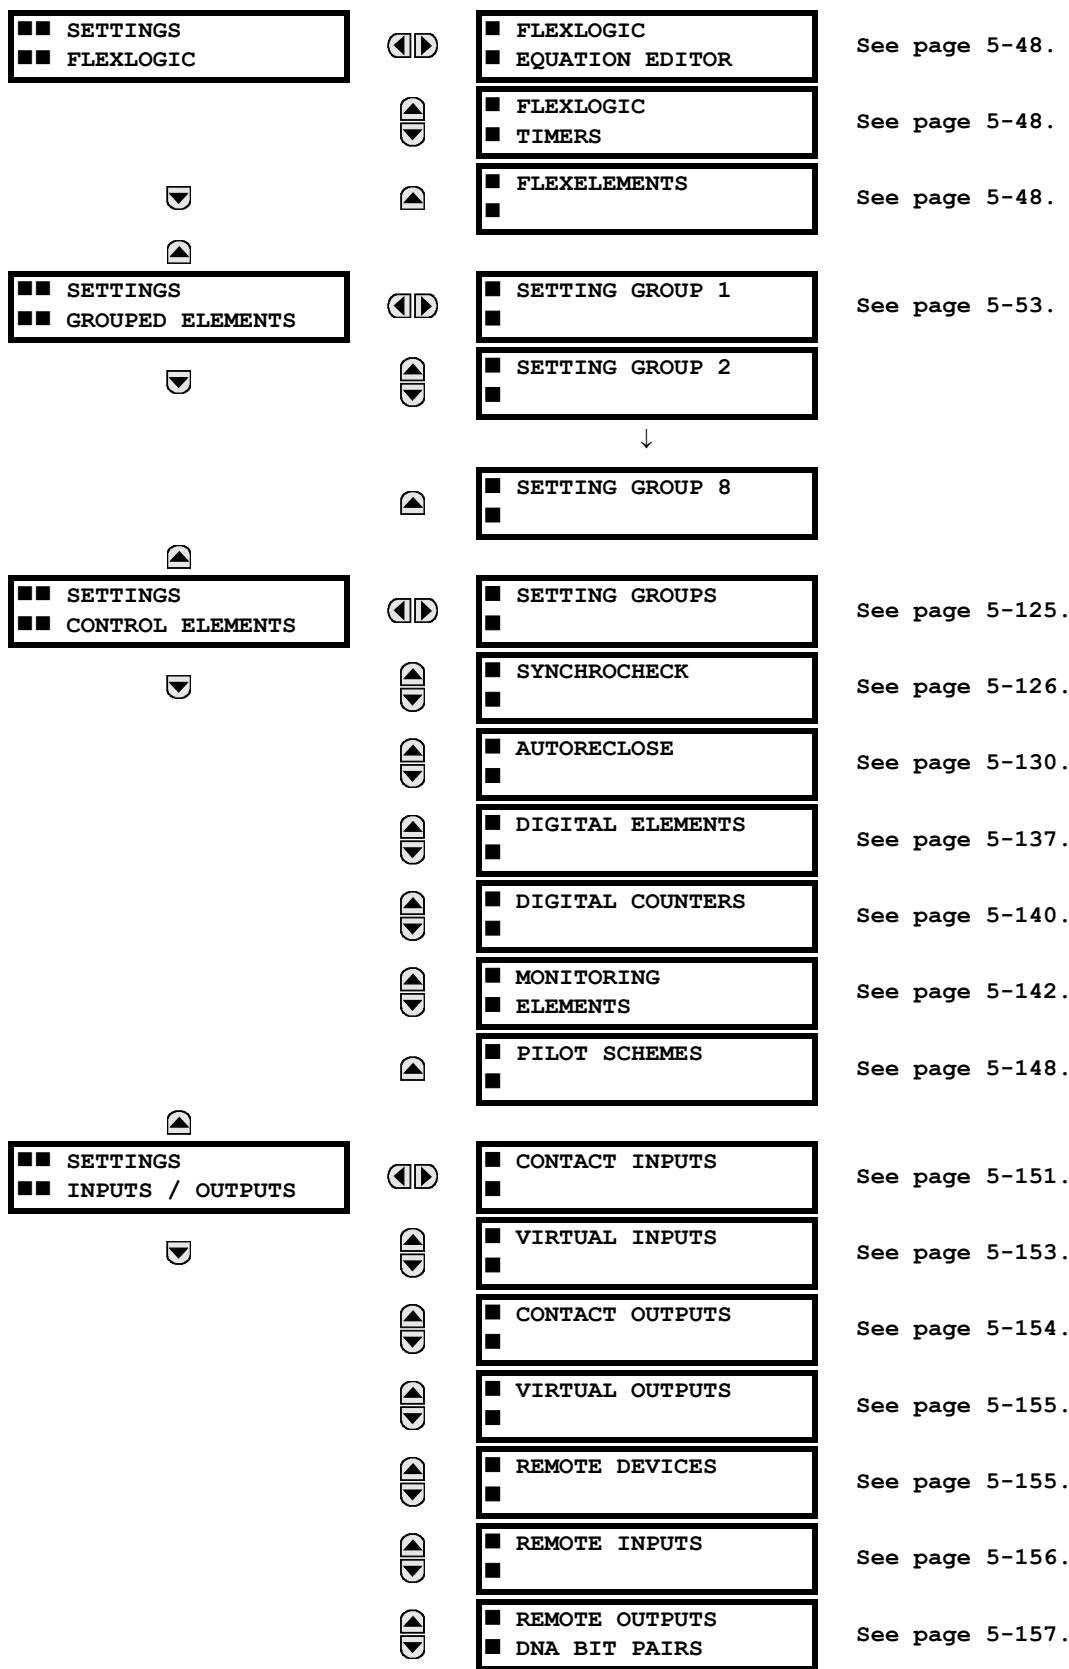 SETTINGS
FLEXLOGIC
FLEXLOGIC
EQUATION EDITOR
See page 5-48.
FLEXLOGIC
TIMERS
See page 5-48.
FLEXELEMENTS
See page 5-48.
SETTINGS
GROUPED ELEMENTS
SETTING GROUP 1
See page 5-53.
SETTING GROUP 2
↓
SETTING GROUP 8
SETTINGS
CONTROL ELEMENTS
SETTING GROUPS
See page 5-125.
SYNCHROCHECK
See page 5-126.
AUTORECLOSE
See page 5-130.
DIGITAL ELEMENTS
See page 5-137.
DIGITAL COUNTERS
See page 5-140.
MONITORING
ELEMENTS
See page 5-142.
PILOT SCHEMES
See page 5-148.
SETTINGS
INPUTS / OUTPUTS
CONTACT INPUTS
See page 5-151.
VIRTUAL INPUTS
See page 5-153.
CONTACT OUTPUTS
See page 5-154.
VIRTUAL OUTPUTS
See page 5-155.
REMOTE DEVICES
See page 5-155.
REMOTE INPUTS
See page 5-156.
REMOTE OUTPUTS
DNA BIT PAIRS
See page 5-157.